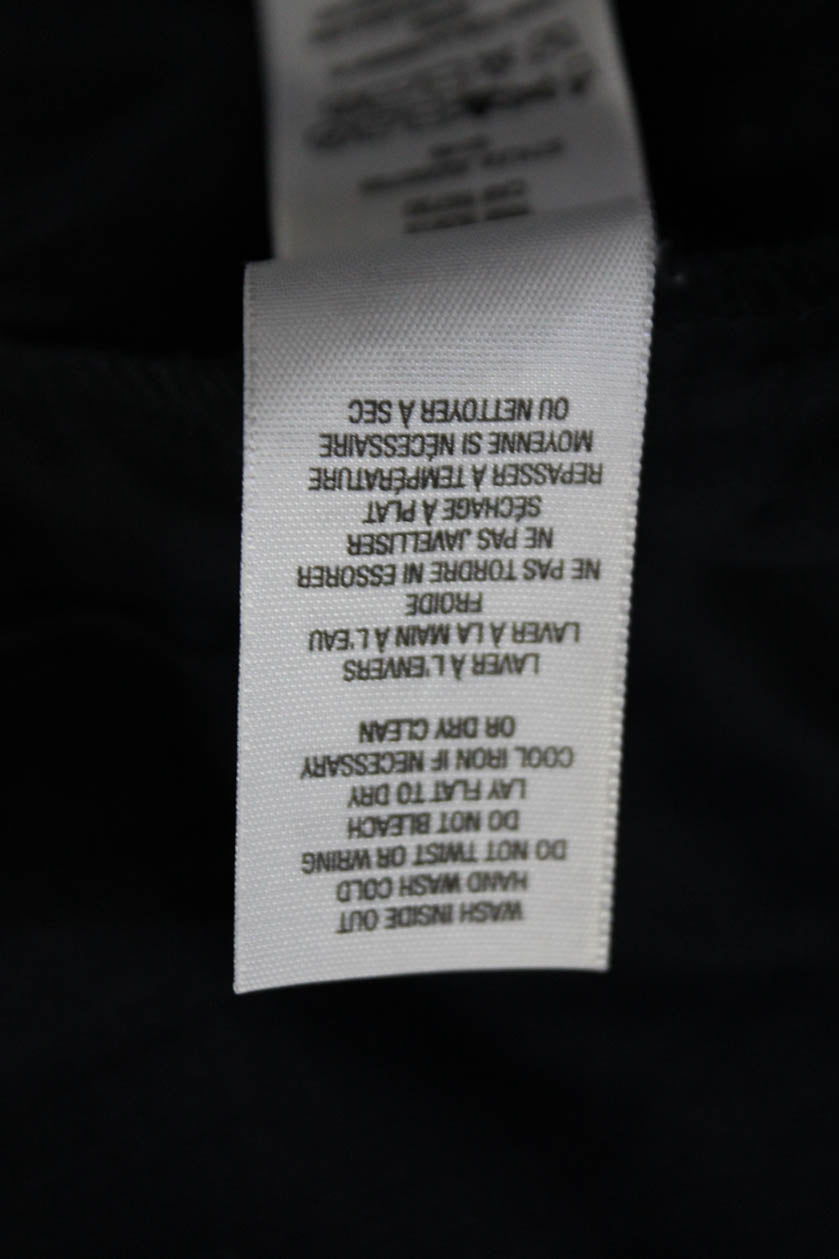 WASH INSIDE OUT
HAND WASH COLD
DO NOT TWIST OR WRING
DO NOT BLEACH
LAY FLAT TO DRY
COOL IRON IF NECESSARY
OR DRY CLEAN
LAVER À L'ENVERS
LAVER À LA MAIN À L'EAU
FROIDE
NE PAS TORDRE NI ESSORER
NE PAS JAVELLISER
SÉCHAGE À PLAT
REPASSER À TEMPÉRATURE
MOYENNE SI NÉCESSAIRE
OU NETTOYER À SEC